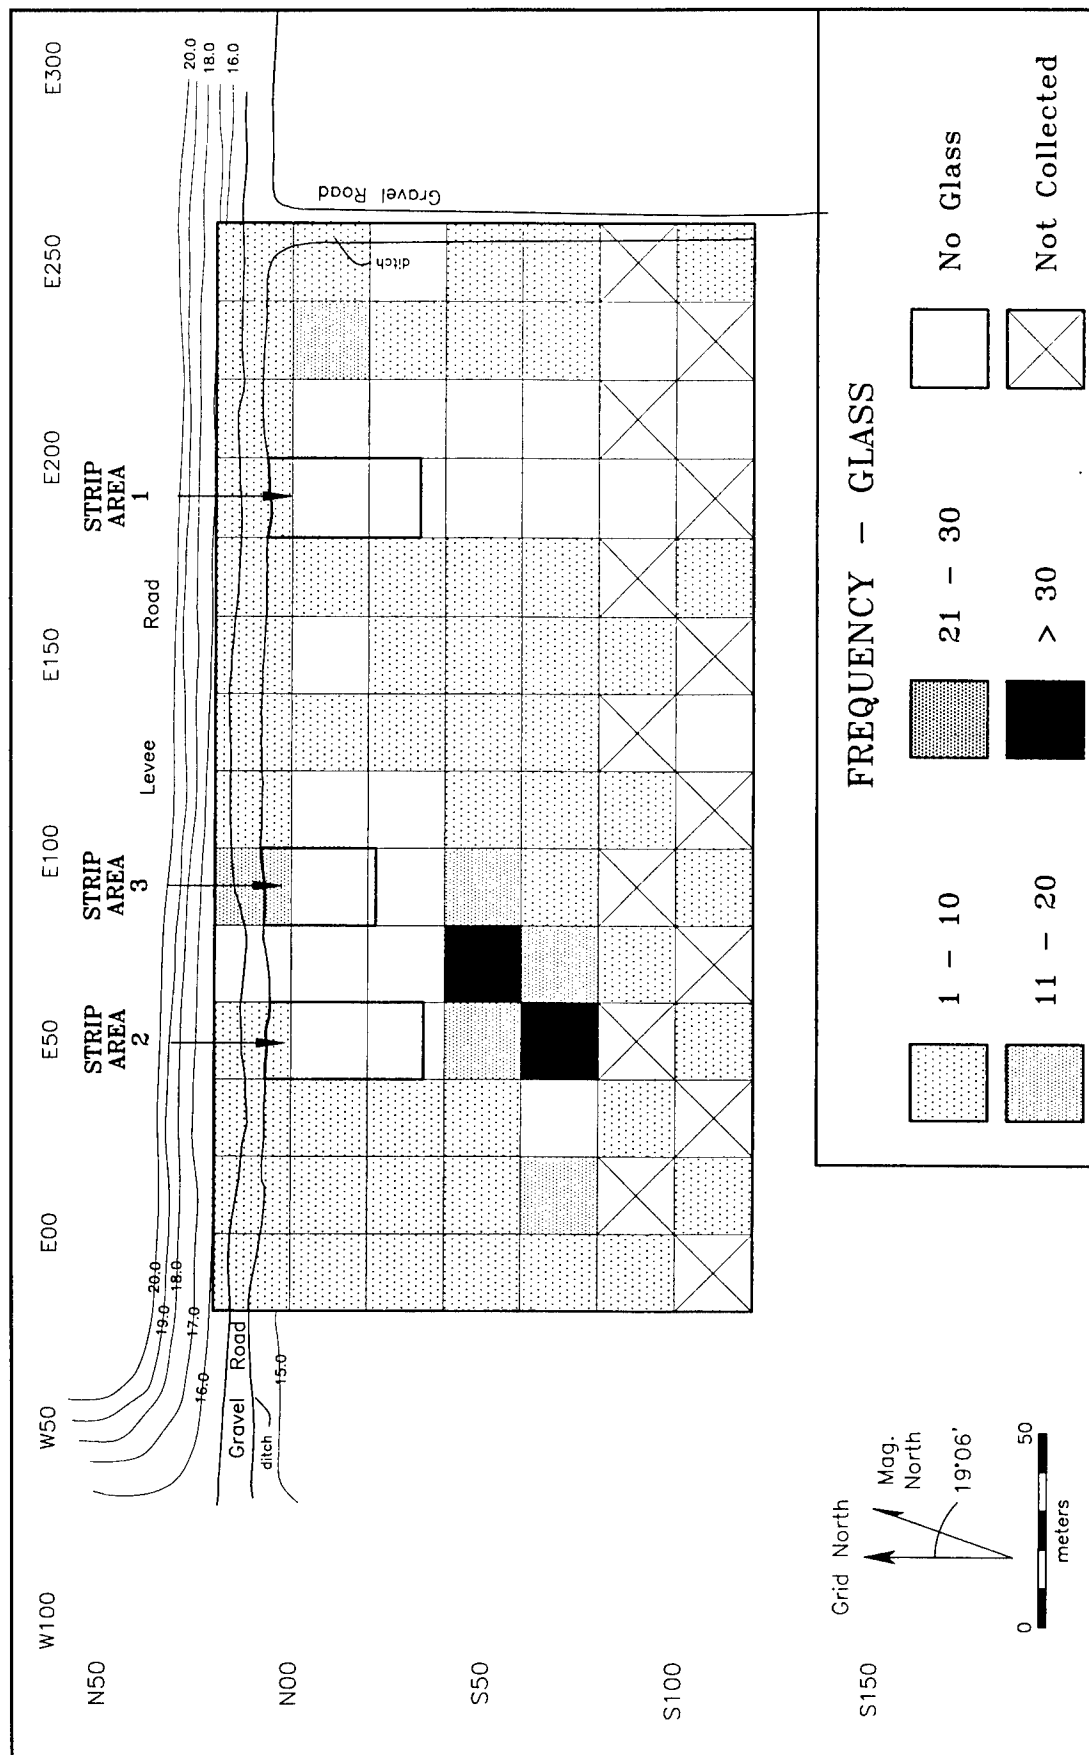 W100
W50
E00
E50
E100
E150
E200
E250
E300
N50
N00
S50
S100
S150
STRIP
AREA
2
STRIP
AREA
3
STRIP
AREA
1
Levee Road
20.0
19.0
18.0
17.0
16.0
15.0
20.0
18.0
16.0
Gravel Road
ditch
ditch
Gravel Road
Grid North
Mag.
North
19°06'
0 50
meters
FREQUENCY - GLASS
1 - 10
21 - 30
No Glass
11 - 20
> 30
Not Collected